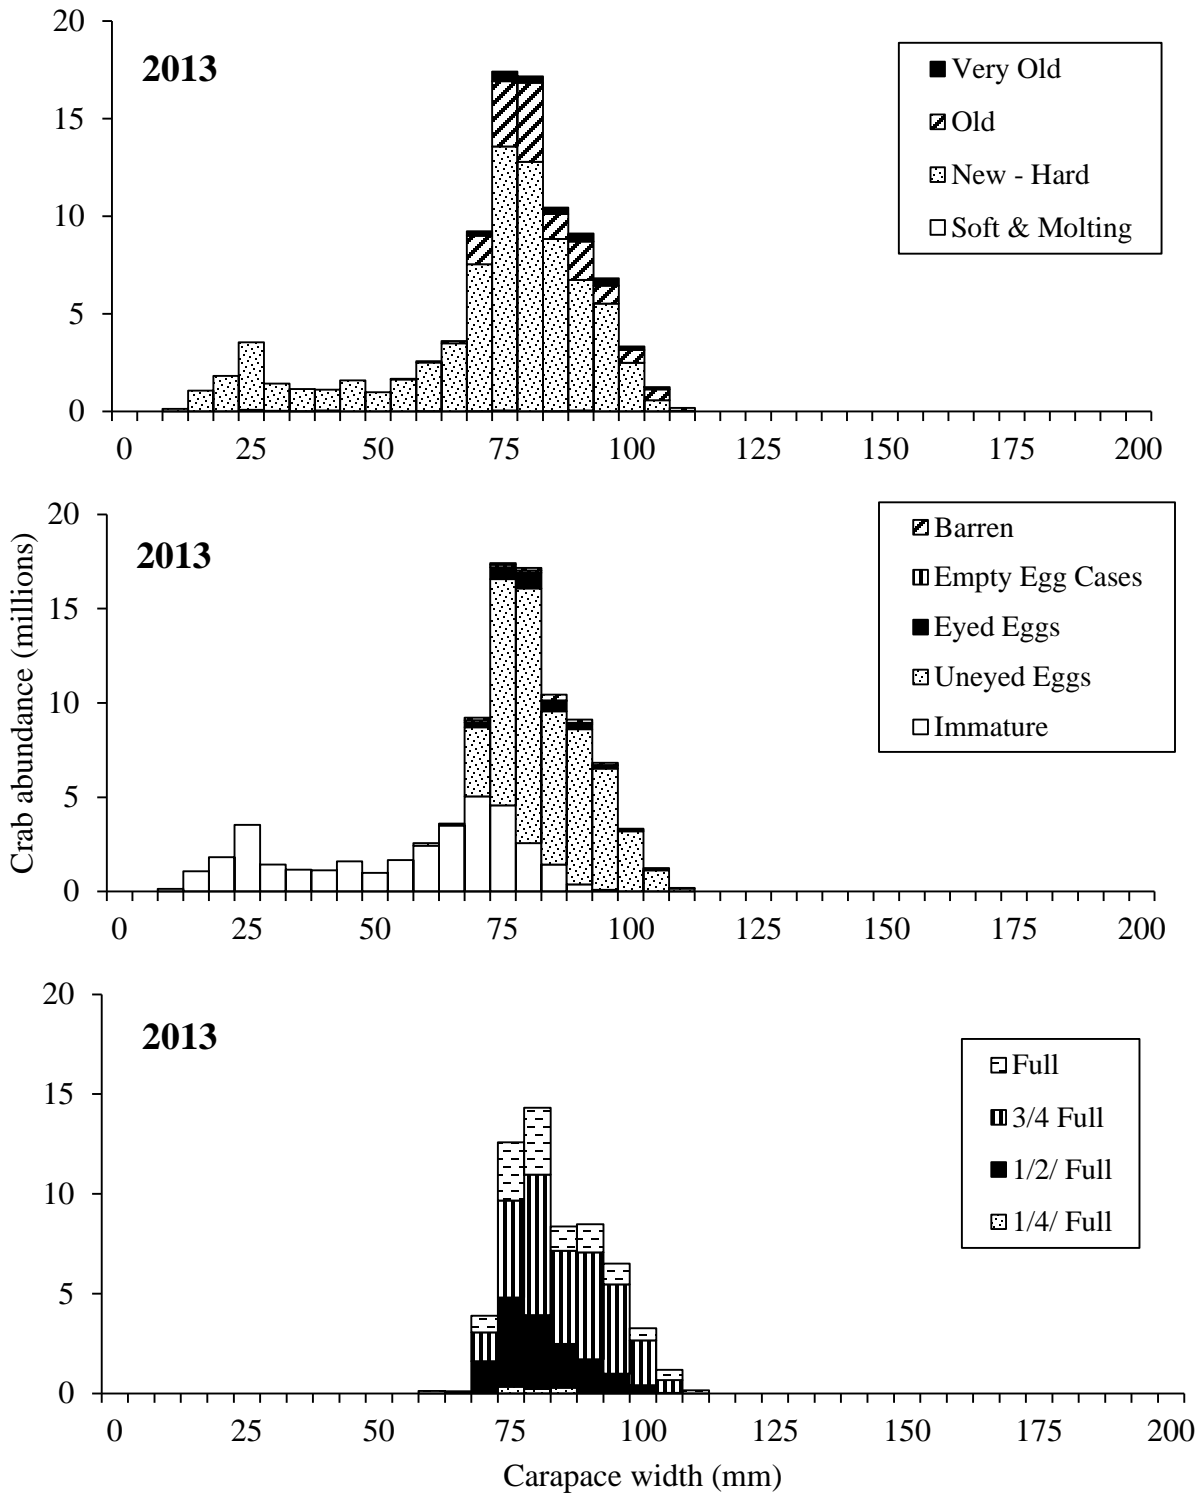 20
2013
Very Old
15
Old
New - Hard
10
Soft & Molting
5
0
0 25 50 75 100 125 150 175 200
Crab abundance (millions)
20
2013
Barren
Empty Egg Cases
15
Eyed Eggs
Uneyed Eggs
10
Immature
5
0
0 25 50 75 100 125 150 175 200
20
2013
Full
15
3/4 Full
1/2/ Full
10
1/4/ Full
5
0
0 25 50 75 100 125 150 175 200
Carapace width (mm)